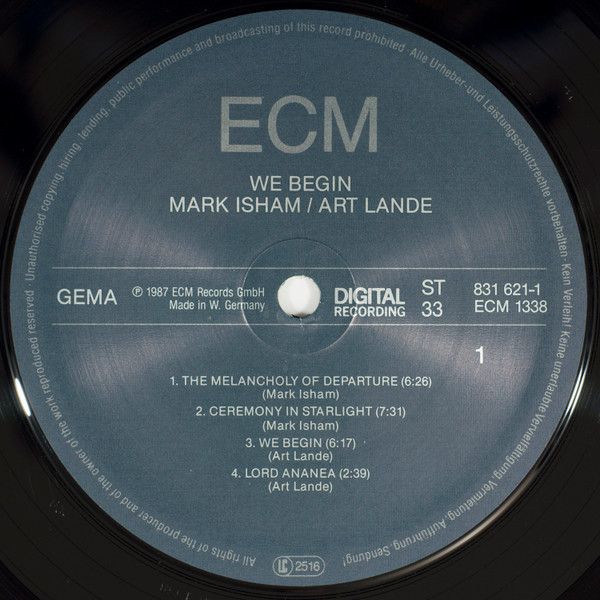 All rights of the producer and of the owner of the work reproduced reserved · Unauthorised copying, hiring, lending, public performance and broadcasting of this record prohibited · Alle Urheber- und Leistungsschutzrechte vorbehalten · Kein Verleih! Keine unerlaubte Vervielfältigung, Vermietung, Aufführung, Sendung!
ECM
WE BEGIN
MARK ISHAM / ART LANDE
GEMA
℗ 1987 ECM Records GmbH
Made in W. Germany
DIGITAL
RECORDING
ST
33
831 621-1
ECM 1338
1
1. THE MELANCHOLY OF DEPARTURE (6:26)
(Mark Isham)
2. CEREMONY IN STARLIGHT (7:31)
(Mark Isham)
3. WE BEGIN (6:17)
(Art Lande)
4. LORD ANANEA (2:39)
(Art Lande)
LC 2516